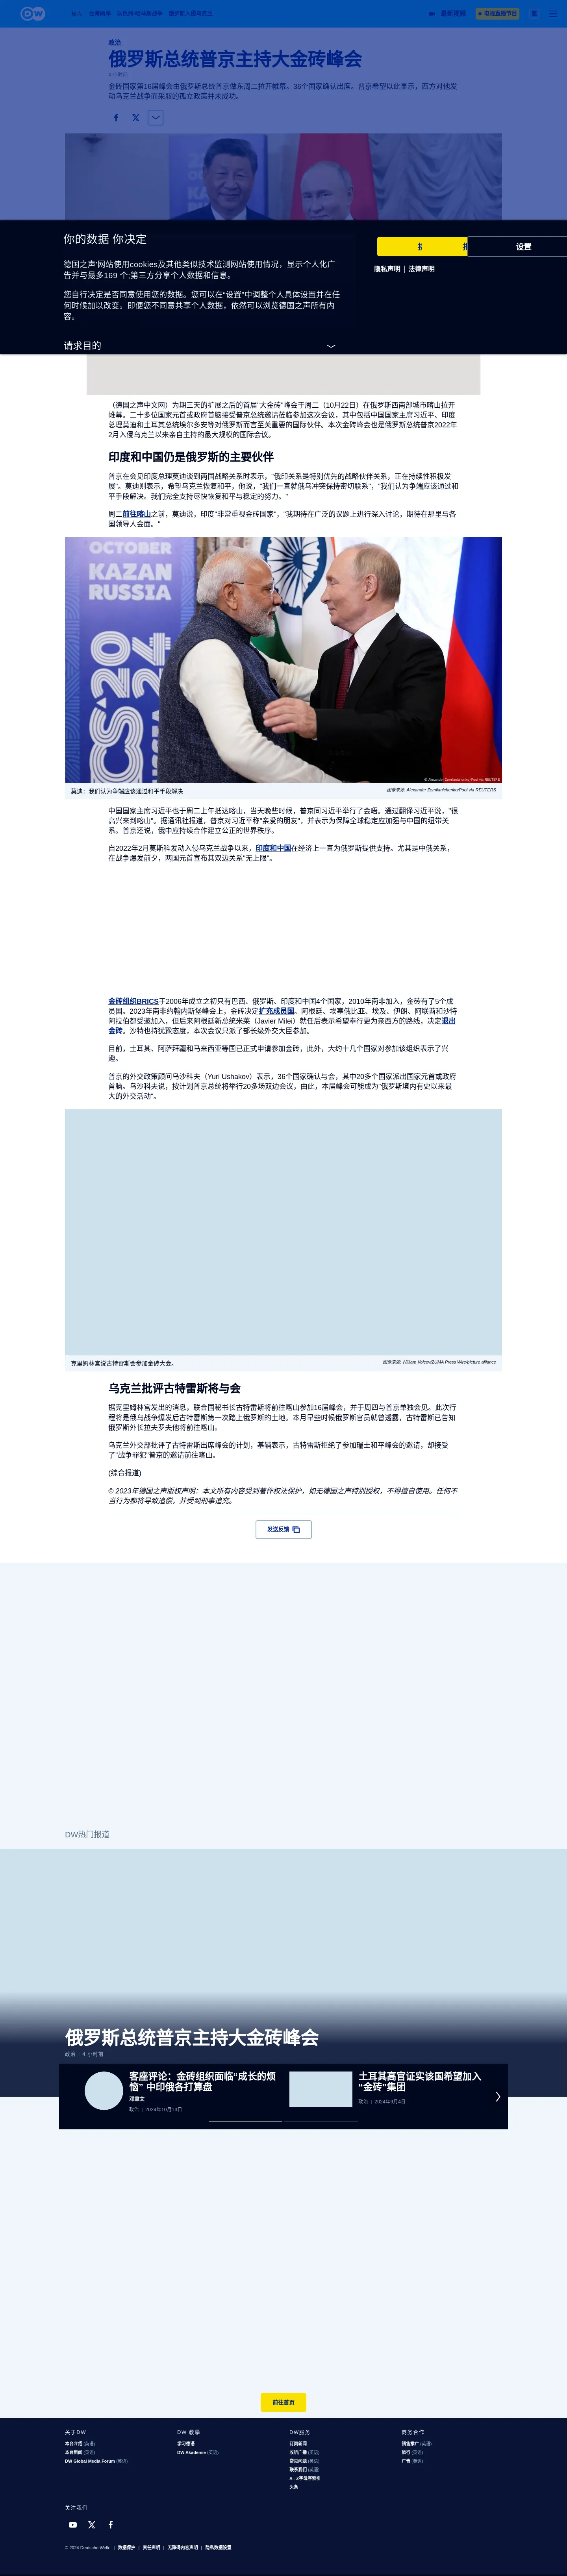 DW
最新视频
电视直播节目
政治
俄罗斯总统普京主持大金砖峰会
4 小时前
金砖国家第16届峰会由俄罗斯总统普京做东周二拉开帷幕。36个国家确认出席。普京希望以此显示，西方对他发
动乌克兰战争而采取的孤立政策并未成功。
你的数据 你决定
德国之声'网站使用cookies及其他类似技术监测网站使用情况，显示个人化广
告并与最多169 个;第三方分享个人数据和信息。
您自行决定是否同意使用您的数据。您可以在“设置”中调整个人具体设置并在任
何时候加以改变。即使您不同意共享个人数据，依然可以浏览德国之声所有内
容。
请求目的
设置
隐私声明 | 法律声明
（德国之声中文网）为期三天的扩展之后的首届"大金砖"峰会于周二（10月22日）在俄罗斯西南部城市喀山拉开
帷幕。二十多位国家元首或政府首脑接受普京总统邀请莅临参加这次会议，其中包括中国国家主席习近平、印度
总理莫迪和土耳其总统埃尔多安等对俄罗斯而言至关重要的国际伙伴。本次金砖峰会也是俄罗斯总统普京2022年
2月入侵乌克兰以来亲自主持的最大规模的国际会议。
印度和中国仍是俄罗斯的主要伙伴
普京在会见印度总理莫迪谈到两国战略关系时表示，"俄印关系是特别优先的战略伙伴关系，正在持续性积极发
展"。莫迪则表示，希望乌克兰恢复和平，他说，"我们一直就俄乌冲突保持密切联系"，"我们认为争端应该通过和
平手段解决。我们完全支持尽快恢复和平与稳定的努力。"
周二前往喀山之前，莫迪说，印度"非常重视金砖国家"，"我期待在广泛的议题上进行深入讨论，期待在那里与各
国领导人会面。"
OCTOBER
KAZAN
RUSSIA
© Alexander Zemlianichenko/Pool via REUTERS
莫迪：我们认为争端应该通过和平手段解决
图像来源: Alexander Zemlianichenko/Pool via REUTERS
中国国家主席习近平也于周二上午抵达喀山，当天晚些时候，普京同习近平举行了会晤。通过翻译习近平说，"很
高兴来到喀山"。据通讯社报道，普京对习近平称"亲爱的朋友"，并表示为保障全球稳定应加强与中国的纽带关
系。普京还说，俄中应持续合作建立公正的世界秩序。
自2022年2月莫斯科发动入侵乌克兰战争以来，印度和中国在经济上一直为俄罗斯提供支持。尤其是中俄关系，
在战争爆发前夕，两国元首宣布其双边关系"无上限"。
金砖组织BRICS于2006年成立之初只有巴西、俄罗斯、印度和中国4个国家，2010年南非加入，金砖有了5个成
员国。2023年南非约翰内斯堡峰会上，金砖决定扩充成员国。阿根廷、埃塞俄比亚、埃及、伊朗、阿联酋和沙特
阿拉伯都受邀加入，但后来阿根廷新总统米莱（Javier Milei）就任后表示希望奉行更为亲西方的路线，决定退出
金砖。沙特也持犹豫态度，本次会议只派了部长级外交大臣参加。
目前，土耳其、阿萨拜疆和马来西亚等国已正式申请参加金砖，此外，大约十几个国家对参加该组织表示了兴
趣。
普京的外交政策顾问乌沙科夫（Yuri Ushakov）表示，36个国家确认与会，其中20多个国家派出国家元首或政府
首脑。乌沙科夫说，按计划普京总统将举行20多场双边会议，由此，本届峰会可能成为"俄罗斯境内有史以来最
大的外交活动"。
克里姆林宫说古特雷斯会参加金砖大会。
图像来源: William Volcov/ZUMA Press Wire/picture alliance
乌克兰批评古特雷斯将与会
据克里姆林宫发出的消息，联合国秘书长古特雷斯将前往喀山参加16届峰会，并于周四与普京单独会见。此次行
程将是俄乌战争爆发后古特雷斯第一次踏上俄罗斯的土地。本月早些时候俄罗斯官员就曾透露，古特雷斯已告知
俄罗斯外长拉夫罗夫他将前往喀山。
乌克兰外交部批评了古特雷斯出席峰会的计划，基辅表示，古特雷斯拒绝了参加瑞士和平峰会的邀请，却接受
了"战争罪犯"普京的邀请前往喀山。
(综合报道)
© 2023年德国之声版权声明：本文所有内容受到著作权法保护，如无德国之声特别授权，不得擅自使用。任何不
当行为都将导致追偿，并受到刑事追究。
发送反馈
DW热门报道
俄罗斯总统普京主持大金砖峰会
政治 | 4 小时前
客座评论：金砖组织面临“成长的烦
恼” 中印俄各打算盘
邓聿文
政治 | 2024年10月13日
土耳其高官证实该国希望加入
“金砖”集团
政治 | 2024年9月4日
前往首页
关于DW
本台介绍 (英语)
本台新闻 (英语)
DW Global Media Forum (英语)
DW 教学
学习德语
DW Akademie (英语)
DW服务
订阅新闻
收听广播 (英语)
常见问题 (英语)
联系我们 (英语)
A - Z字母序索引
头条
商务合作
销售推广 (英语)
旅行 (英语)
广告 (英语)
关注我们
© 2024 Deutsche Welle | 数据保护 | 责任声明 | 无障碍内容声明 | 隐私数据设置